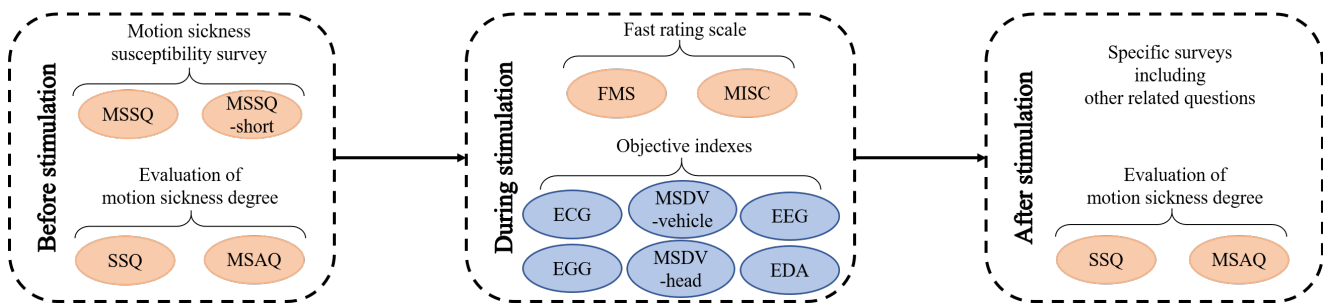 Before stimulation
Motion sickness
susceptibility survey
MSSQ
MSSQ
-short
Evaluation of
motion sickness degree
SSQ
MSAQ
During stimulation
Fast rating scale
FMS
MISC
Objective indexes
ECG
MSDV
-vehicle
EEG
EGG
MSDV
-head
EDA
After stimulation
Specific surveys
including
other related questions
Evaluation of
motion sickness degree
SSQ
MSAQ